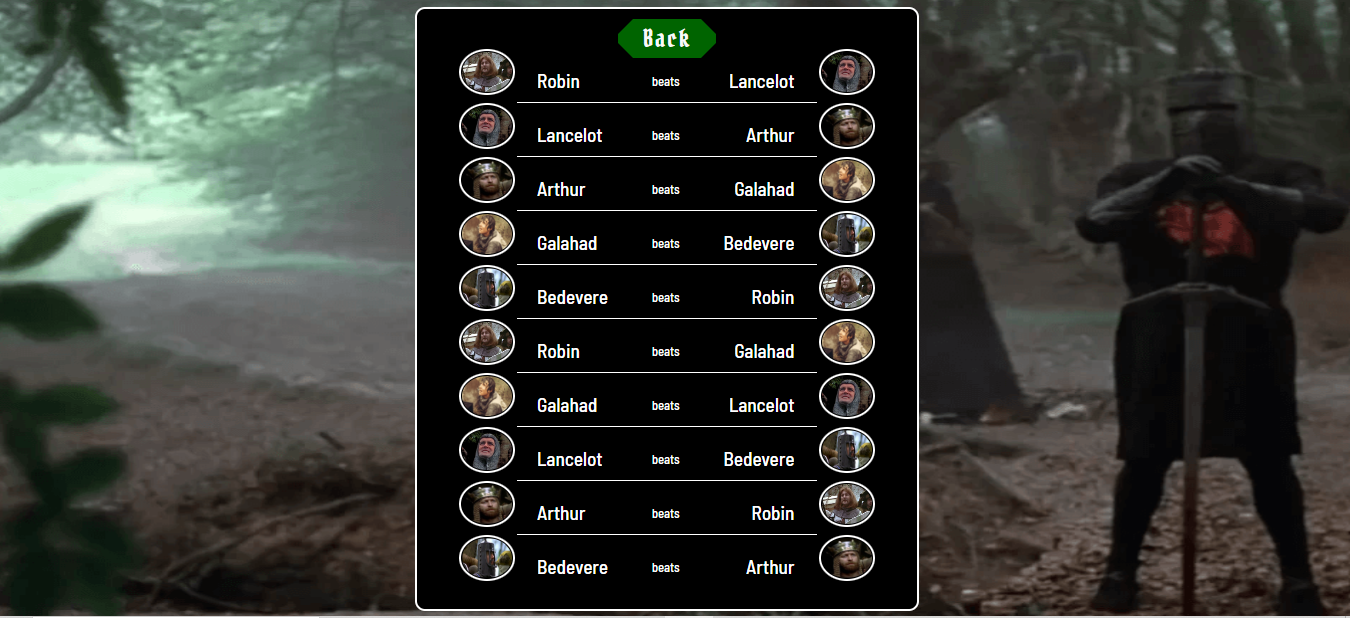 Back
Robin beats Lancelot
Lancelot beats Arthur
Arthur beats Galahad
Galahad beats Bedevere
Bedevere beats Robin
Robin beats Galahad
Galahad beats Lancelot
Lancelot beats Bedevere
Arthur beats Robin
Bedevere beats Arthur